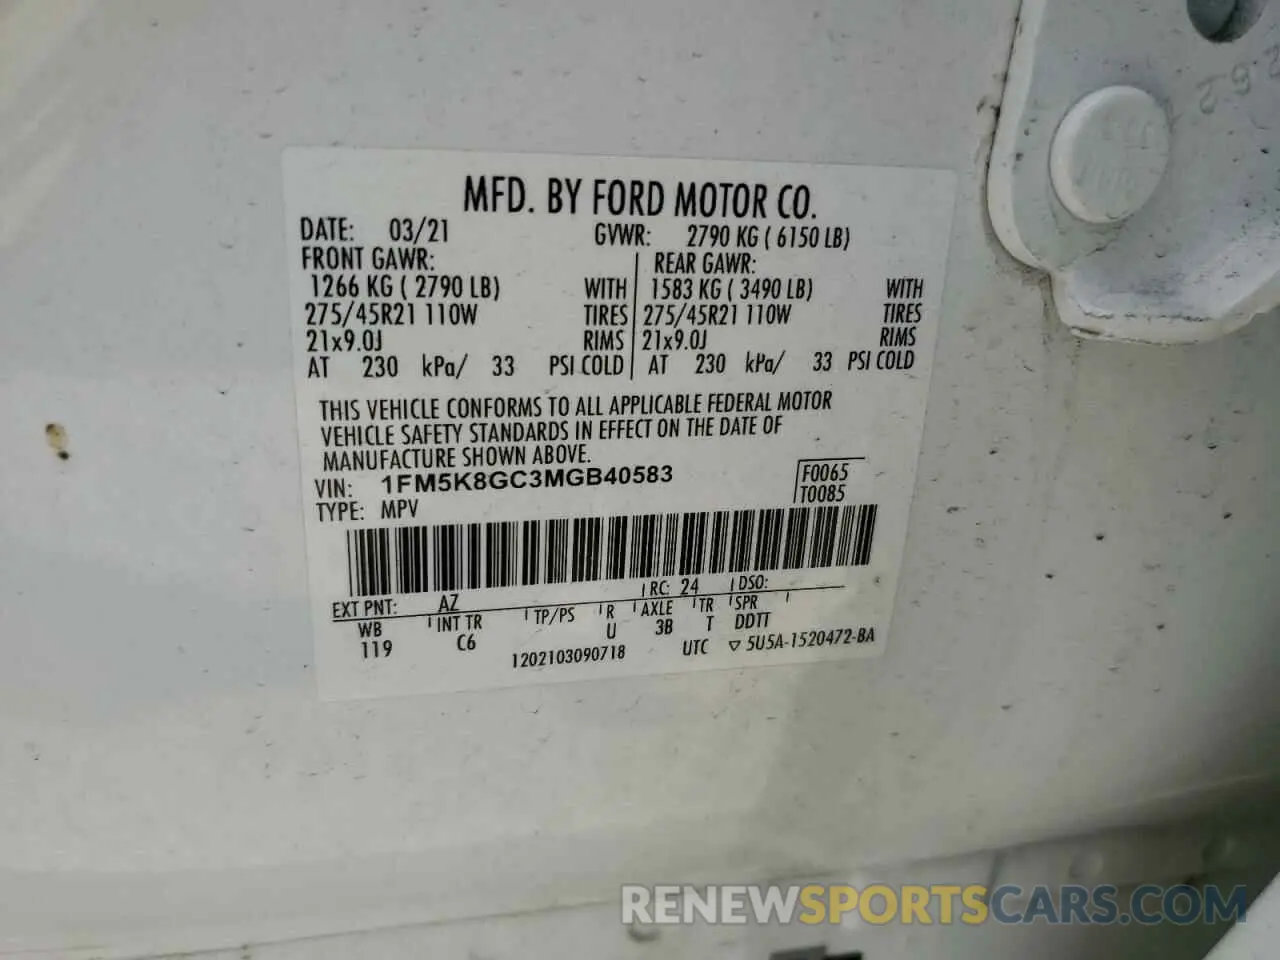 MFD. BY FORD MOTOR CO.
DATE: 03/21 GVWR: 2790 KG ( 6150 LB)
FRONT GAWR: REAR GAWR:
1266 KG ( 2790 LB) WITH 1583 KG ( 3490 LB) WITH
275/45R21 110W TIRES 275/45R21 110W TIRES
21x9.0J RIMS 21x9.0J RIMS
AT 230 kPa/ 33 PSI COLD AT 230 kPa/ 33 PSI COLD
THIS VEHICLE CONFORMS TO ALL APPLICABLE FEDERAL MOTOR
VEHICLE SAFETY STANDARDS IN EFFECT ON THE DATE OF
MANUFACTURE SHOWN ABOVE.
VIN: 1FM5K8GC3MGB40583 F0065
TYPE: MPV T0085
EXT PNT: AZ RC: 24 DSO:
WB INT TR TP/PS R AXLE TR SPR
119 C6 U 3B T DDTT
1202103090718 UTC ▽ 5U5A-1520472-BA
RENEWSPORTSCARS.COM